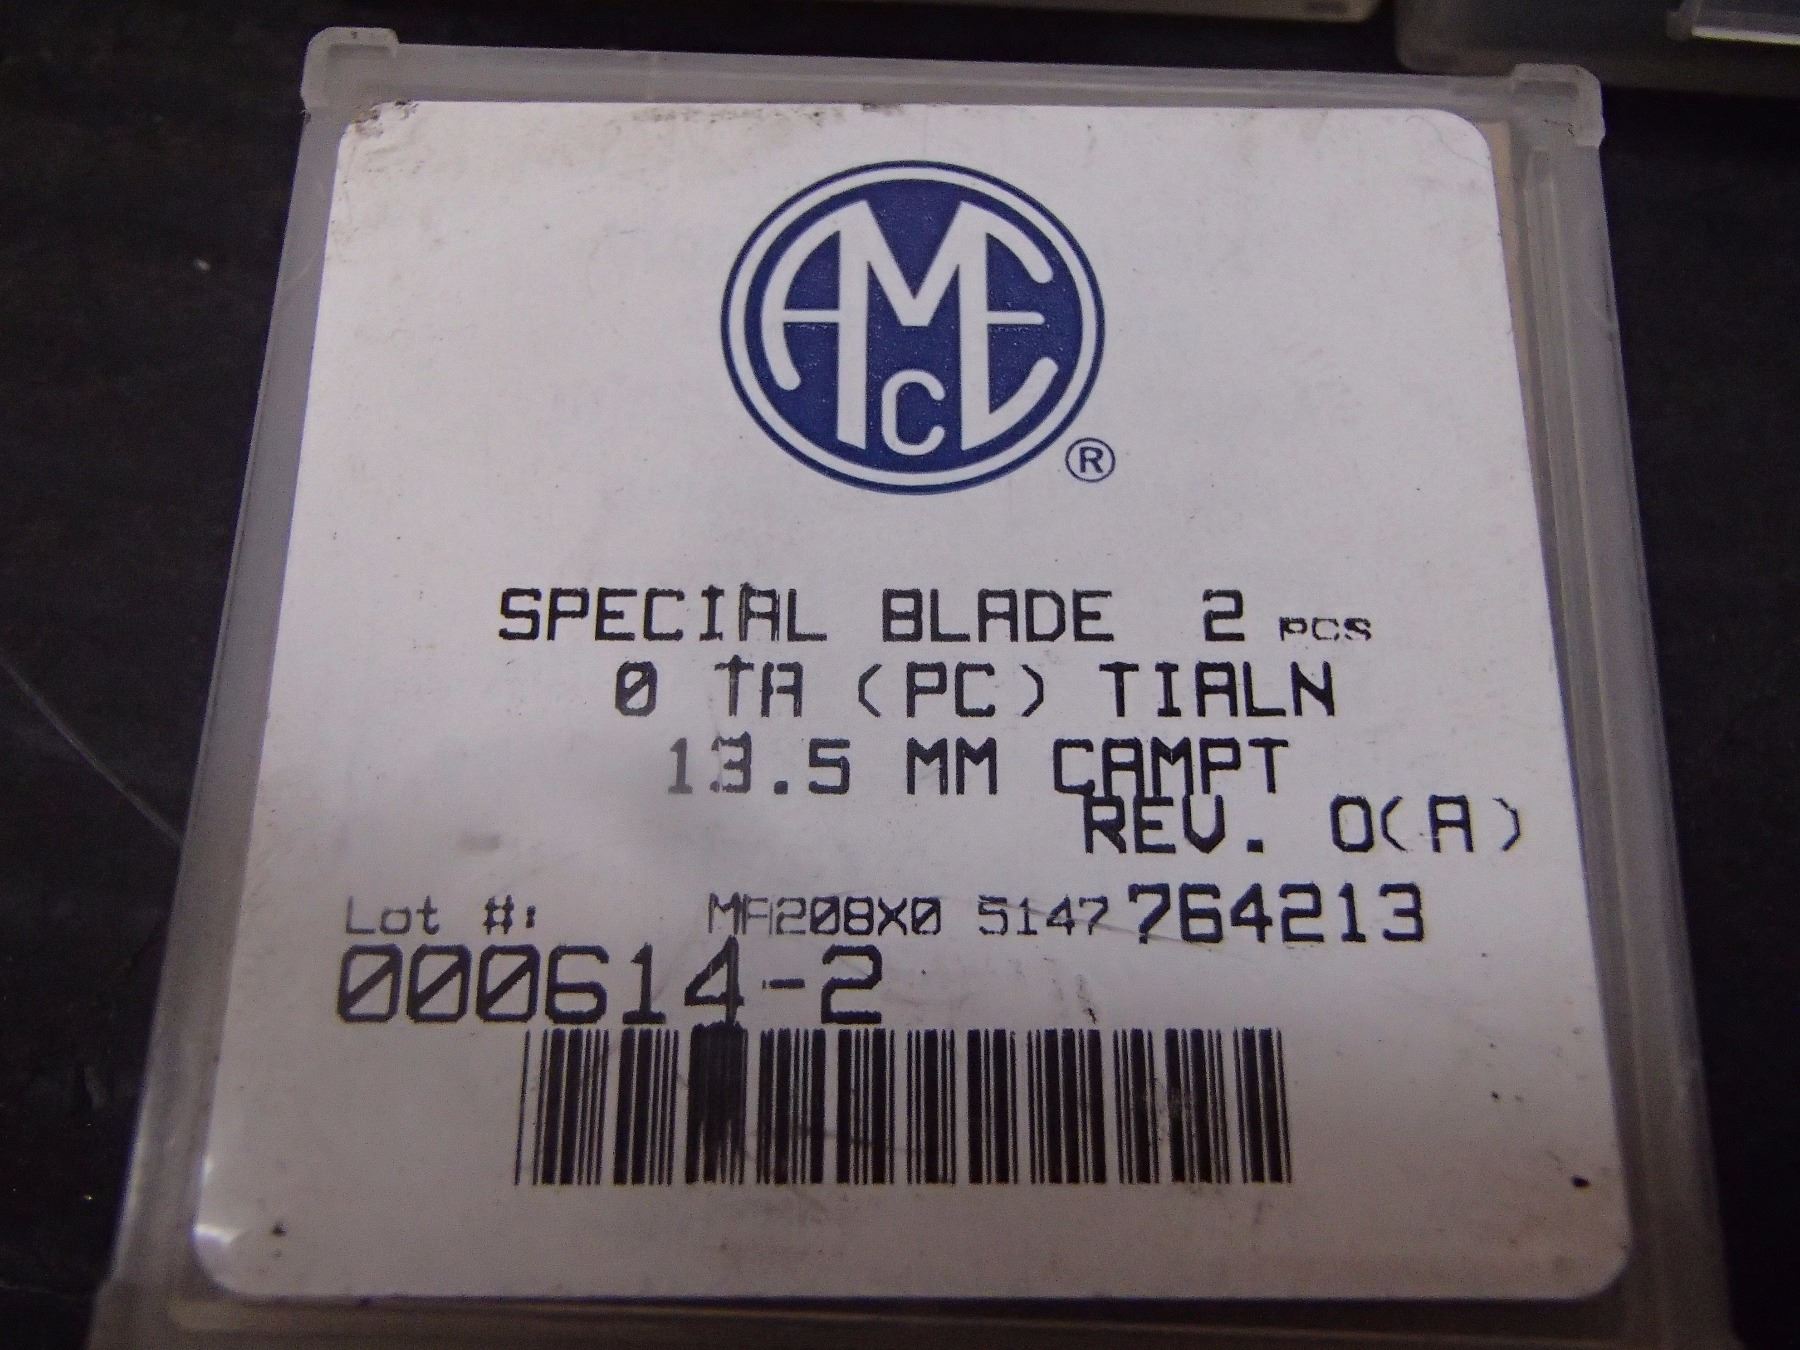 AMEC
®
SPECIAL BLADE 2 PCS
0 TA (PC) TIALN
13.5 MM CAMPT
REV. 0(A)
Lot #: MA208X0 5147 764213
000614-2